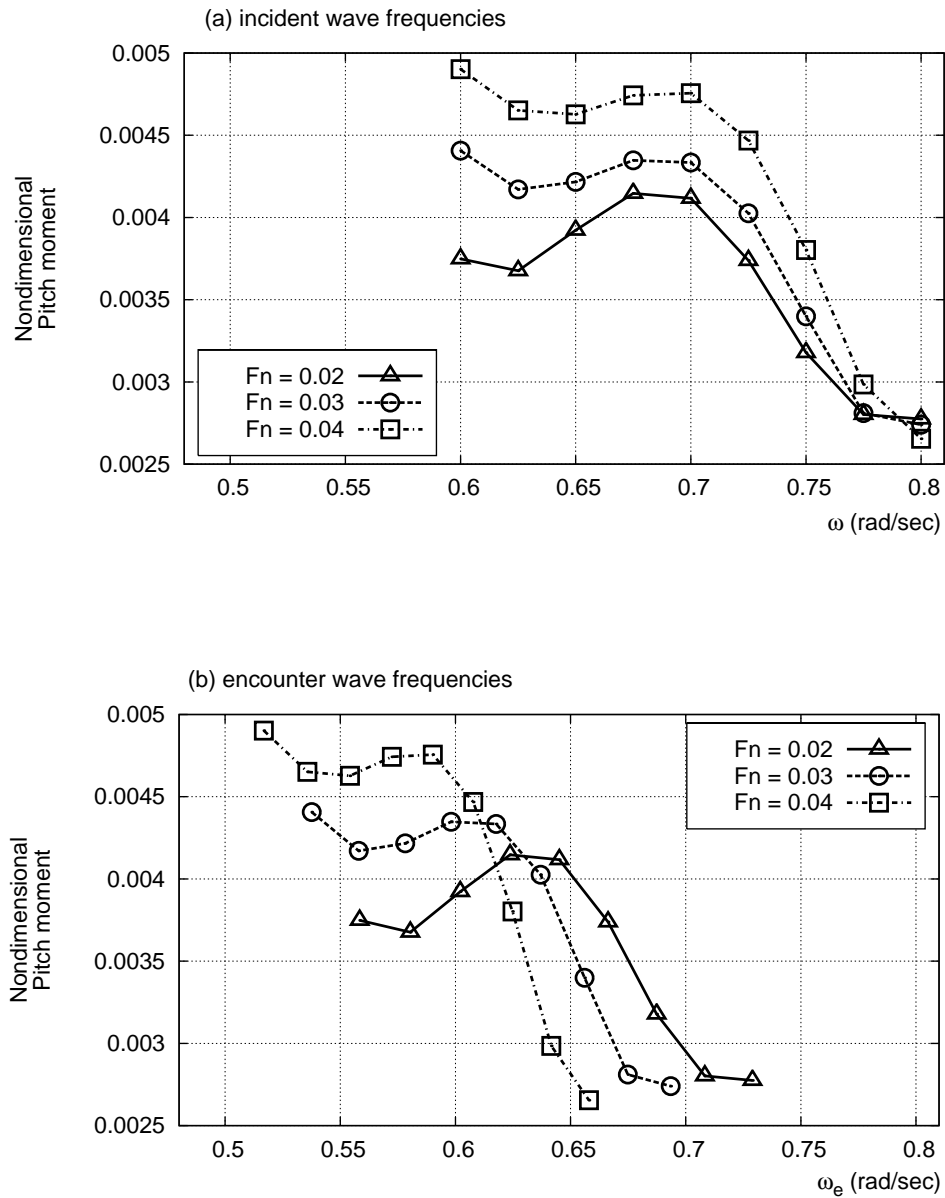 (a) incident wave frequencies
0.005
0.0045
0.004
0.0035
0.003
0.0025
Nondimensional
Pitch moment
Fn = 0.02
Fn = 0.03
Fn = 0.04
0.5 0.55 0.6 0.65 0.7 0.75 0.8
ω (rad/sec)
(b) encounter wave frequencies
0.005
0.0045
0.004
0.0035
0.003
0.0025
Nondimensional
Pitch moment
Fn = 0.02
Fn = 0.03
Fn = 0.04
0.5 0.55 0.6 0.65 0.7 0.75 0.8
ωe (rad/sec)